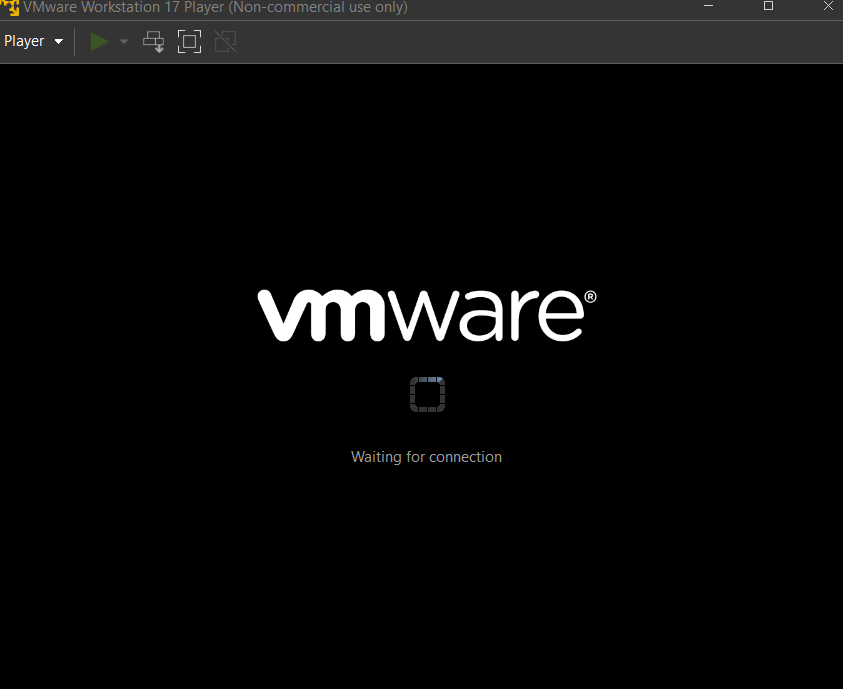 VMware Workstation 17 Player (Non-commercial use only)
Player
vmware®
Waiting for connection